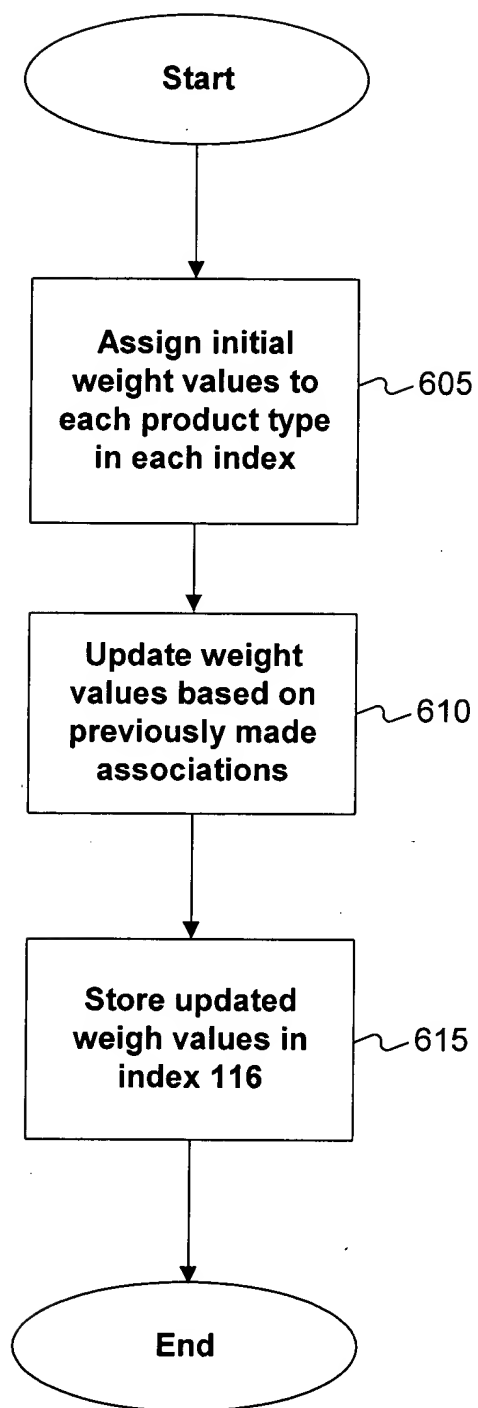 Start
Assign initial
weight values to
each product type
in each index
605
Update weight
values based on
previously made
associations
610
Store updated
weigh values in
index 116
615
End